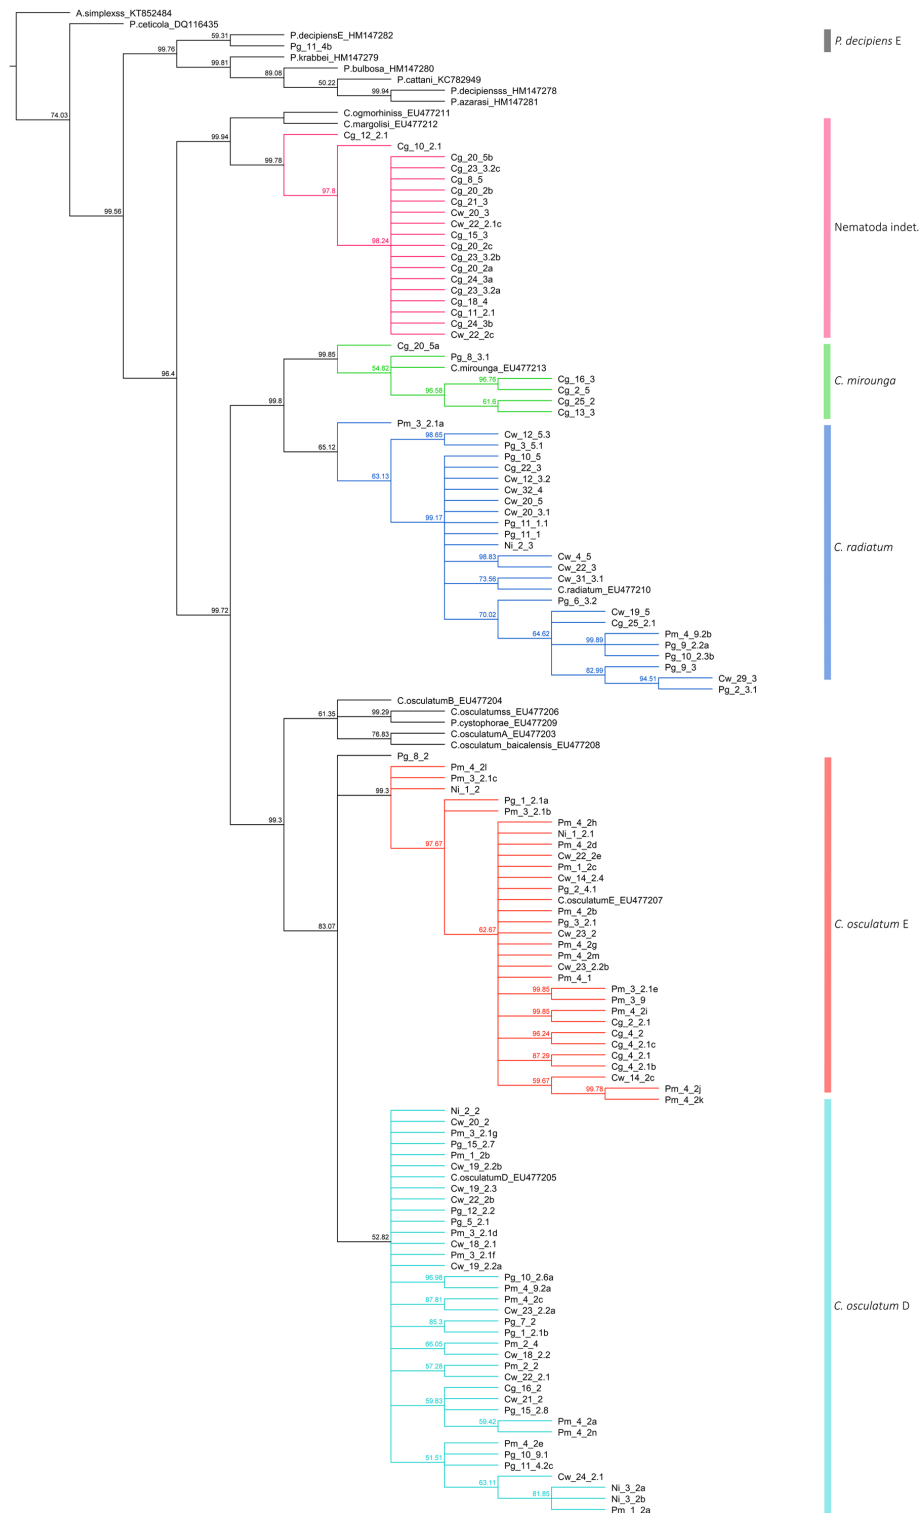 A.simplexss_KT852484
P.ceticola_DQ116435
59.31
P.decipiensE_HM147282
P. decipiens E
Pg_11_4b
99.76
P.krabbei_HM147279
99.81
P.bulbosa_HM147280
89.08
P.cattani_KC782949
50.22
P.decipiensss_HM147278
99.94
P.azarasi_HM147281
74.03
C.ogmorhiniss_EU477211
C.margolisi_EU477212
99.94
Cg_12_2.1
Cg_10_2.1
99.78
Cg_20_5b
Cg_23_3.2c
Cg_8_5
97.8
Cg_20_2b
Cg_21_3
Cw_20_3
99.56
Cw_22_2.1c
Nematoda indet.
Cg_15_3
98.24
Cg_20_2c
Cg_23_3.2b
Cg_20_2a
Cg_24_3a
Cg_23_3.2a
Cg_18_4
Cg_11_2.1
Cg_24_3b
Cw_22_2c
Cg_20_5a
99.85
Pg_8_3.1
C.mirounga_EU477213
54.82
96.4
Cg_16_3
96.76
C. mirounga
Cg_2_5
96.58
Cg_25_2
61.6
Cg_13_3
99.8
Pm_3_2.1a
Cw_12_5.3
98.65
Pg_3_5.1
65.12
Pg_10_5
Cg_22_3
Cw_12_3.2
63.13
Cw_32_4
Cw_20_5
Cw_20_3.1
Pg_11_1.1
99.17
Pg_11_1
Ni_2_3
C. radiatum
Cw_4_5
98.83
Cw_22_3
Cw_31_3.1
73.56
C.radiatum_EU477210
Pg_6_3.2
99.72
Cw_19_5
70.02
Cg_25_2.1
Pm_4_9.2b
64.62
Pg_9_2.2a
99.89
Pg_10_2.3b
Pg_9_3
82.99
Cw_29_3
94.51
Pg_2_3.1
C.osculatumB_EU477204
61.35
C.osculatumss_EU477206
99.29
P.cystophorae_EU477209
C.osculatumA_EU477203
76.83
C.osculatum_baicalensis_EU477208
Pg_8_2
Pm_4_2l
Pm_3_2.1c
Ni_1_2
99.3
Pg_1_2.1a
Pm_3_2.1b
Pm_4_2h
99.3
Ni_1_2.1
Pm_4_2d
97.67
Cw_22_2e
Pm_1_2c
Cw_14_2.4
Pg_2_4.1
C.osculatumE_EU477207
Pm_4_2b
Pg_3_2.1
C. osculatum E
83.07
Cw_23_2
62.67
Pm_4_2g
Pm_4_2m
Cw_23_2.2b
Pm_4_1
Pm_3_2.1e
99.85
Pm_3_9
Pm_4_2i
99.85
Cg_2_2.1
Cg_4_2
96.24
Cg_4_2.1c
Cg_4_2.1
87.29
Cg_4_2.1b
Cw_14_2c
59.67
Pm_4_2j
99.78
Pm_4_2k
Ni_2_2
Cw_20_2
Pm_3_2.1g
Pg_15_2.7
Pm_1_2b
Cw_19_2.2b
C.osculatumD_EU477205
Cw_19_2.3
Cw_22_2b
Pg_12_2.2
Pg_5_2.1
Pm_3_2.1d
52.82
Cw_18_2.1
Pm_3_2.1f
Cw_19_2.2a
Pg_10_2.6a
96.98
Pm_4_9.2a
Pm_4_2c
87.81
Cw_23_2.2a
C. osculatum D
Pg_7_2
85.3
Pg_1_2.1b
Pm_2_4
66.05
Cw_18_2.2
Pm_2_2
57.28
Cw_22_2.1
Cg_16_2
Cw_21_2
59.83
Pg_15_2.8
Pm_4_2a
59.42
Pm_4_2n
Pm_4_2e
Pg_10_9.1
51.51
Pg_11_4.2c
Cw_24_2.1
63.11
Ni_3_2a
Ni_3_2b
81.85
Pm_1_2a